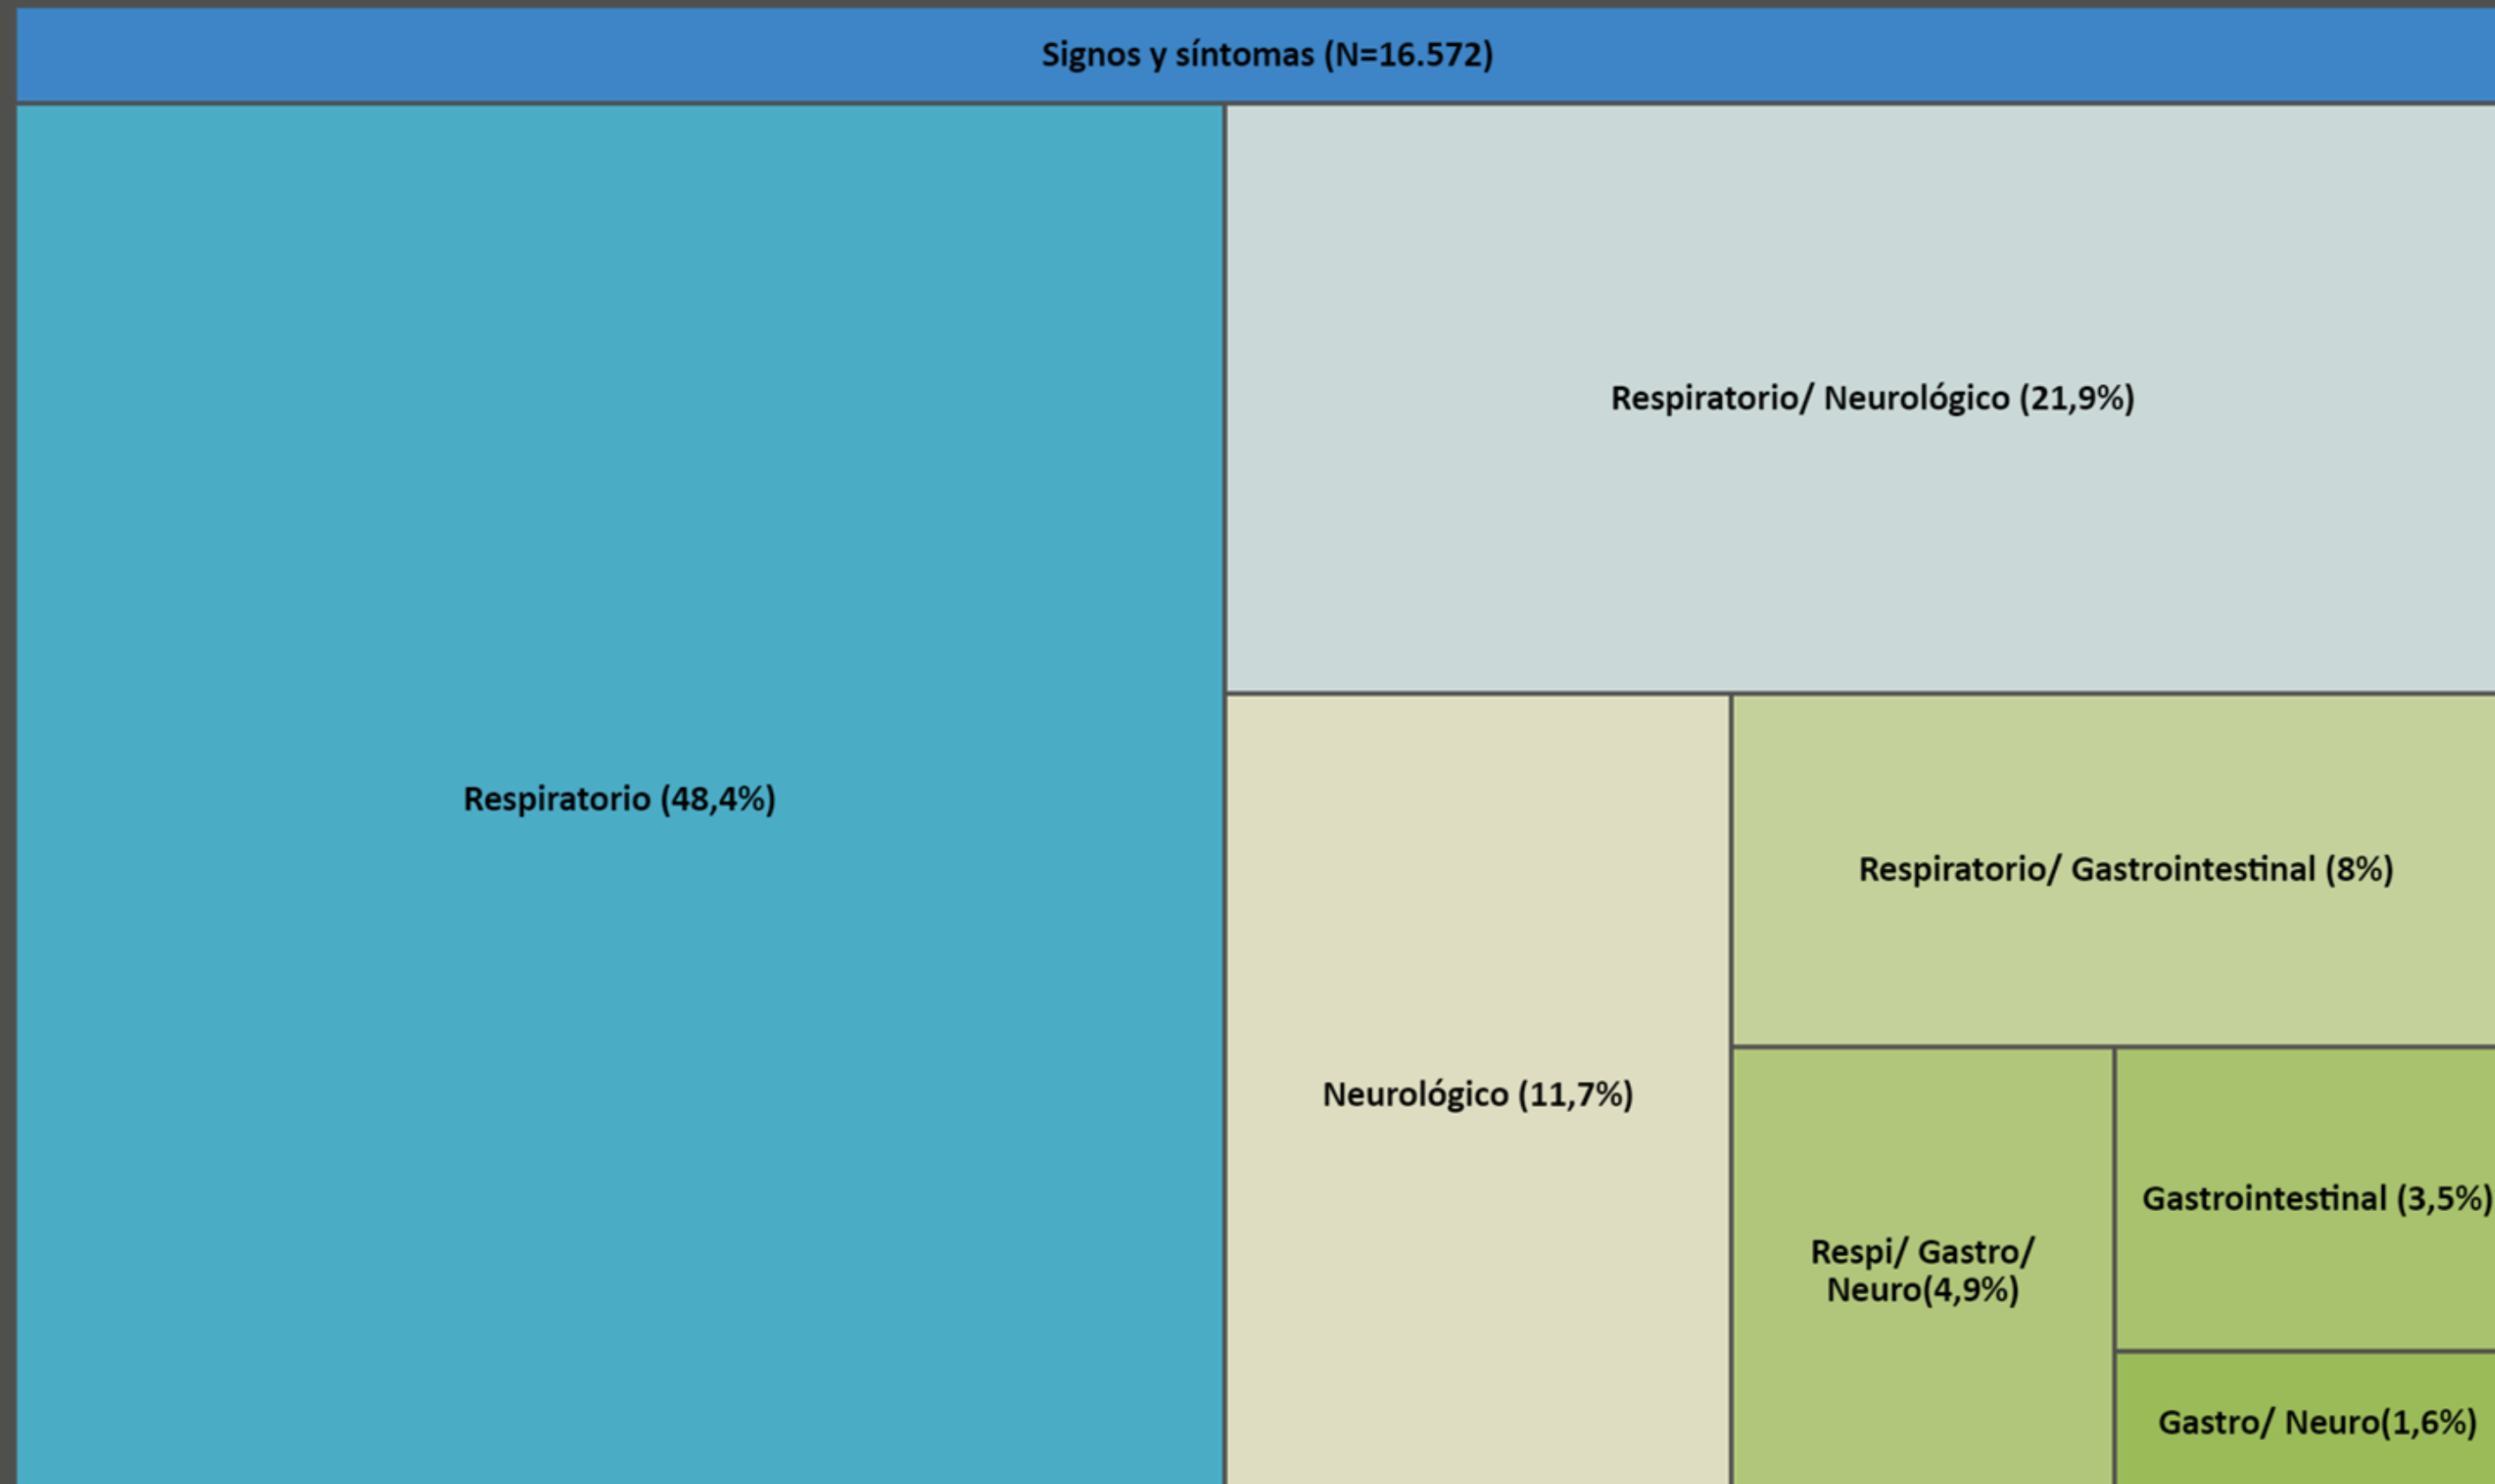 Signos y síntomas (N=16.572)
Respiratorio (48,4%)
Respiratorio/ Neurológico (21,9%)
Neurológico (11,7%)
Respiratorio/ Gastrointestinal (8%)
Respi/ Gastro/
Neuro(4,9%)
Gastrointestinal (3,5%)
Gastro/ Neuro(1,6%)